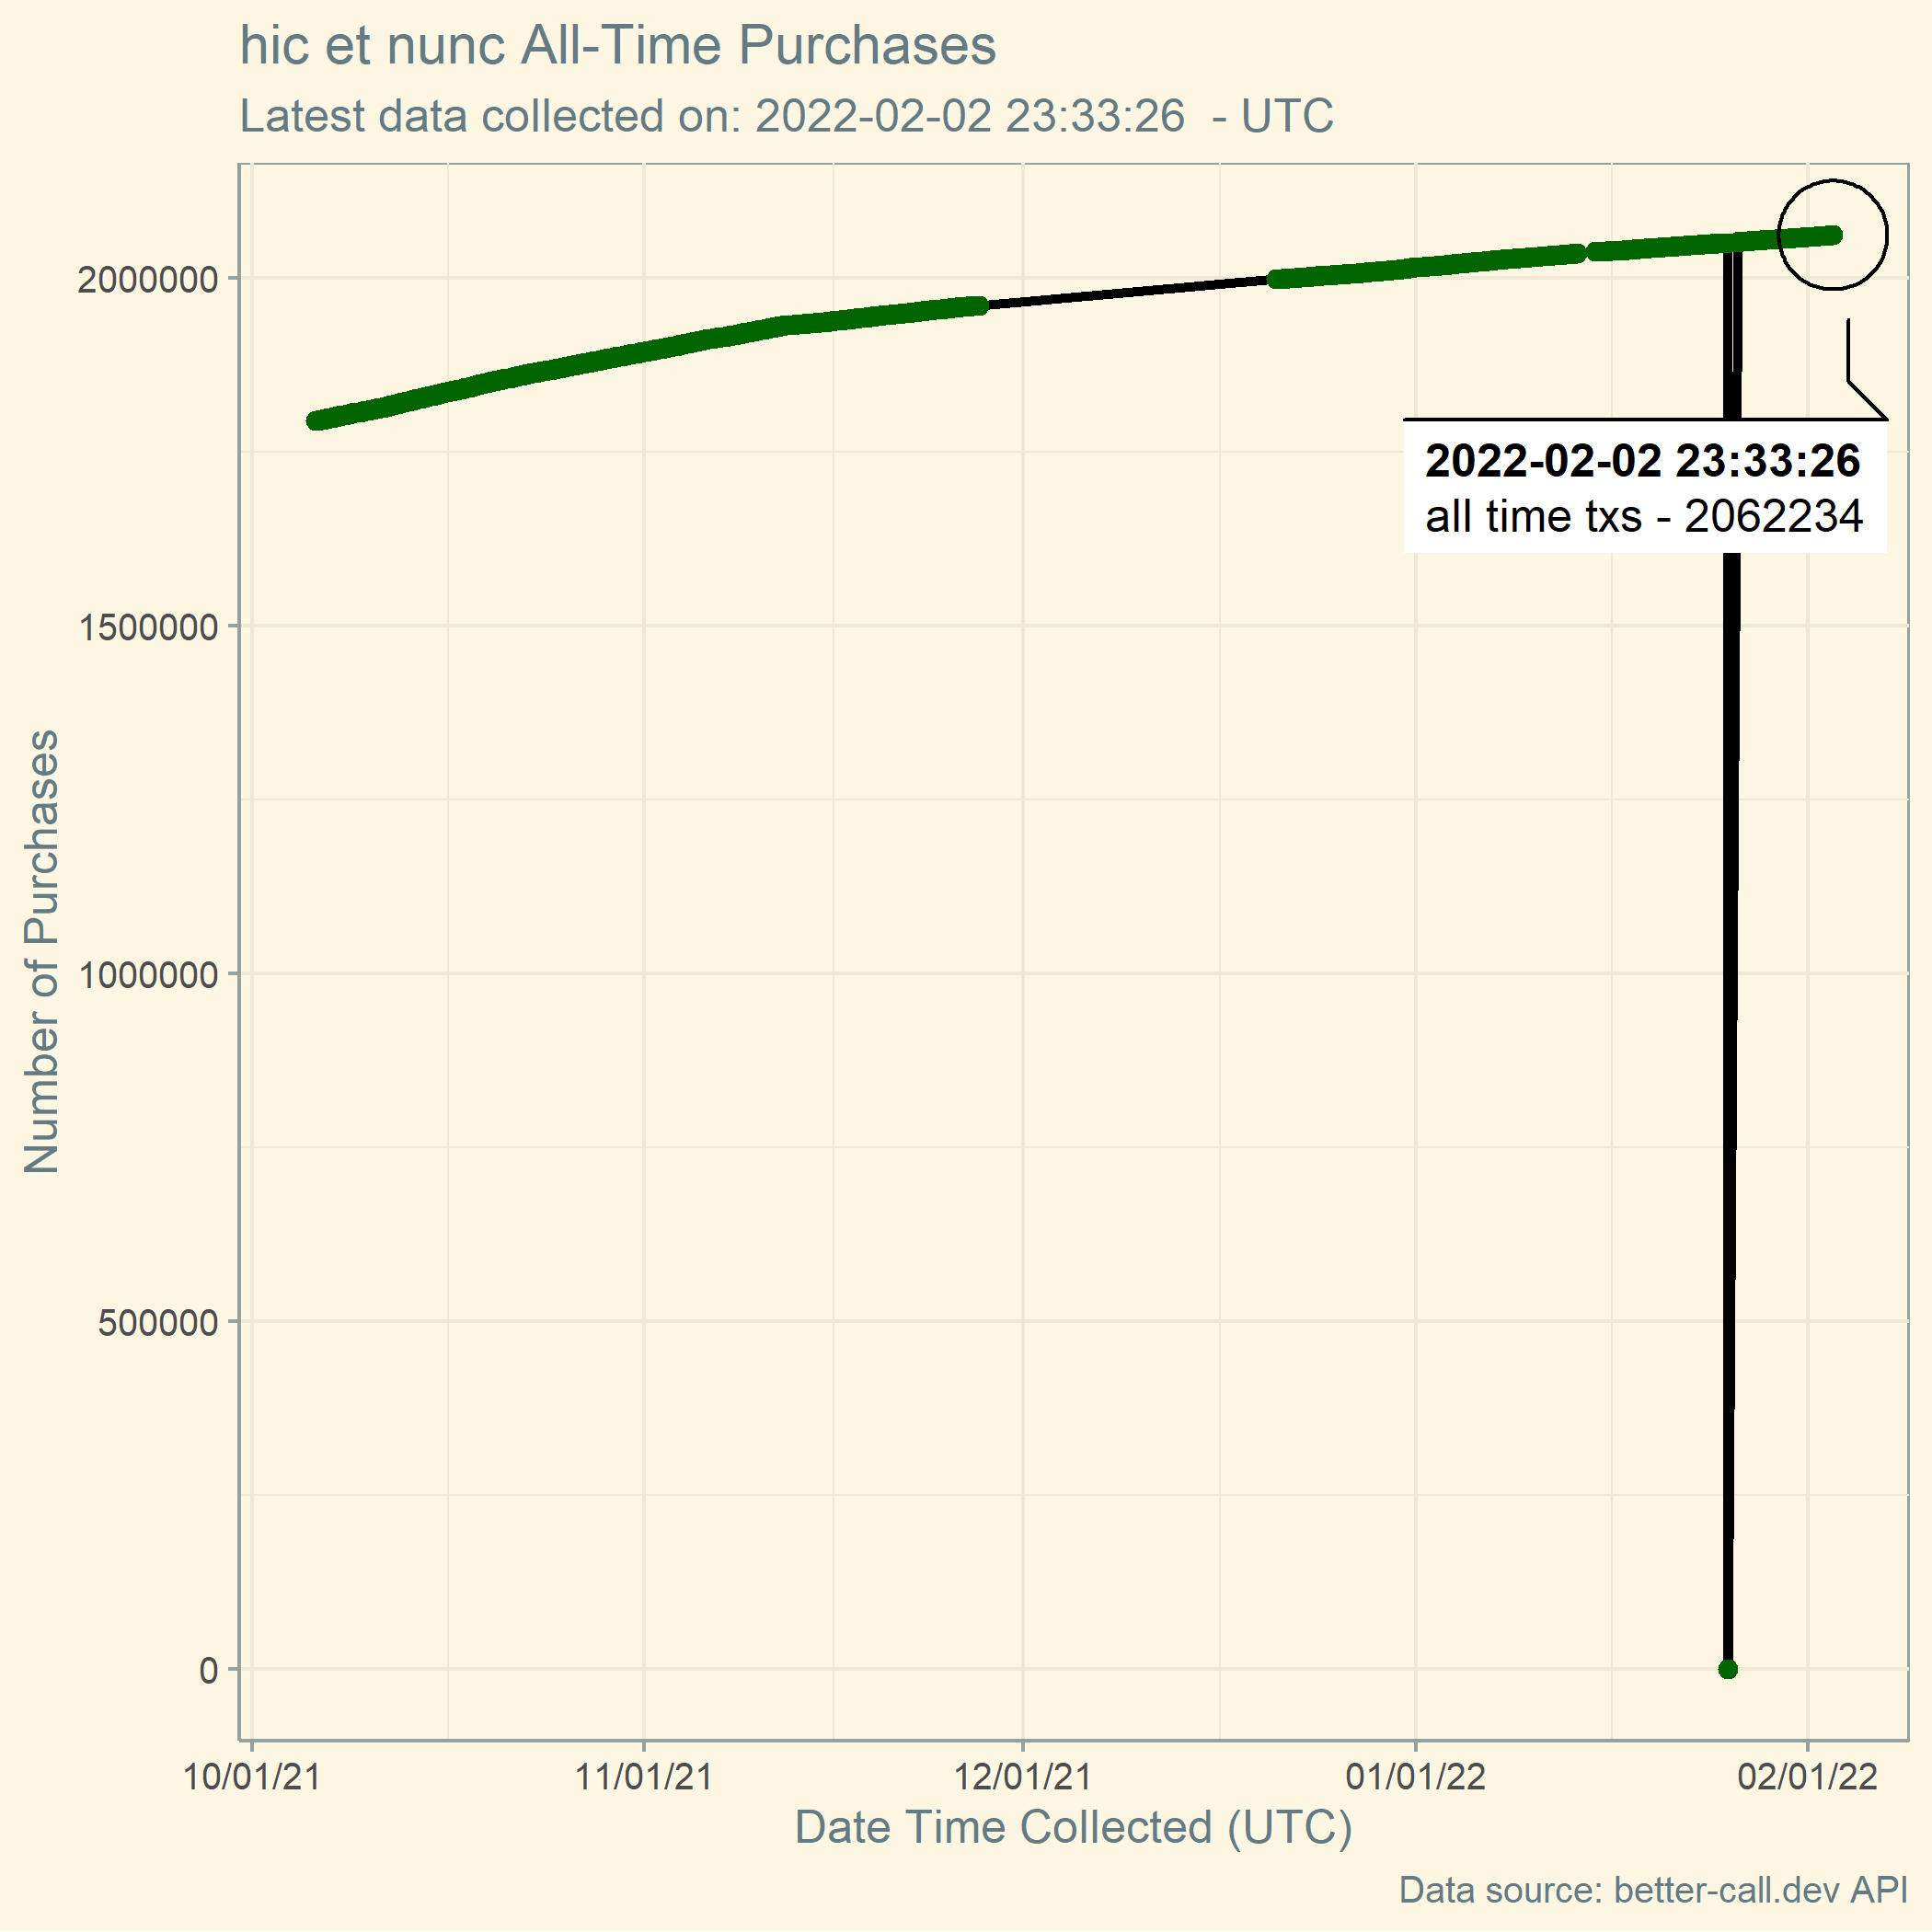 hic et nunc All-Time Purchases
Latest data collected on: 2022-02-02 23:33:26  - UTC
Number of Purchases
2000000
1500000
1000000
500000
0
2022-02-02 23:33:26
all time txs - 2062234
10/01/21 11/01/21 12/01/21 01/01/22 02/01/22
Date Time Collected (UTC)
Data source: better-call.dev API